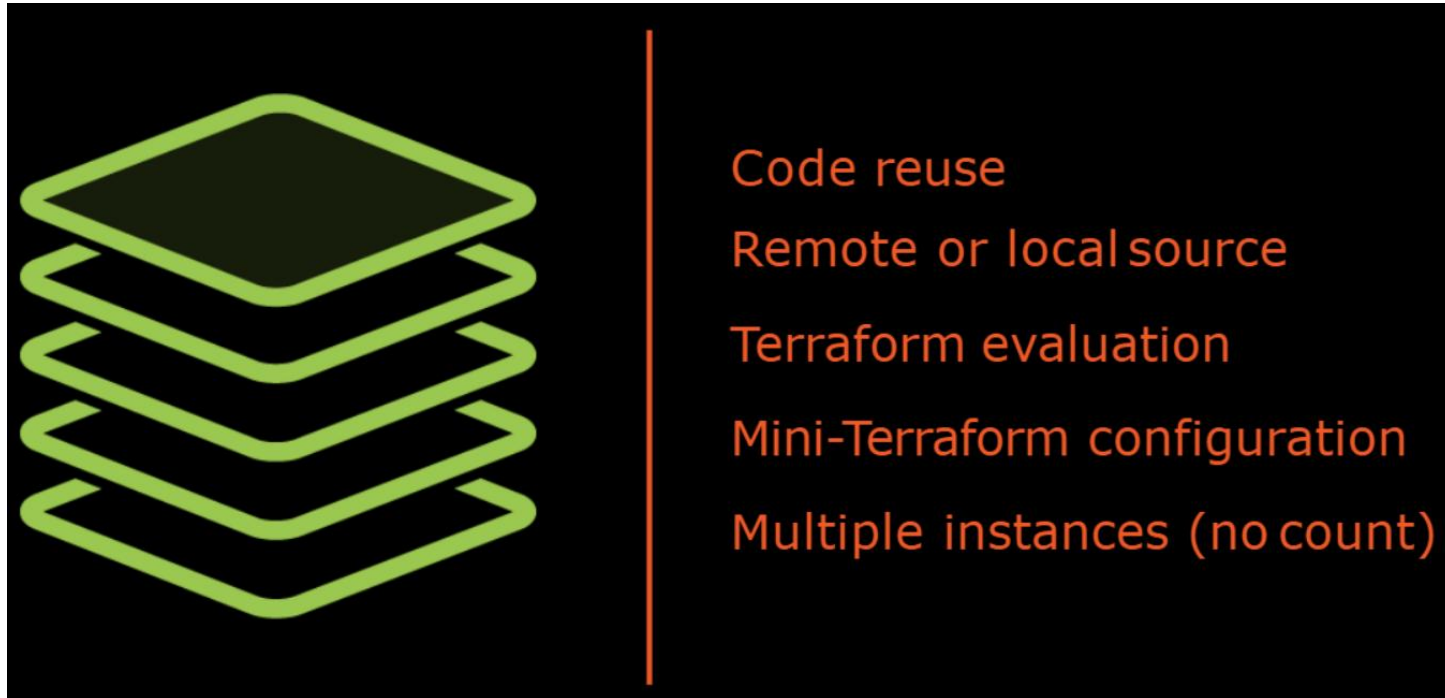 Code reuse
Remote or local source
Terraform evaluation
Mini-Terraform configuration
Multiple instances (no count)